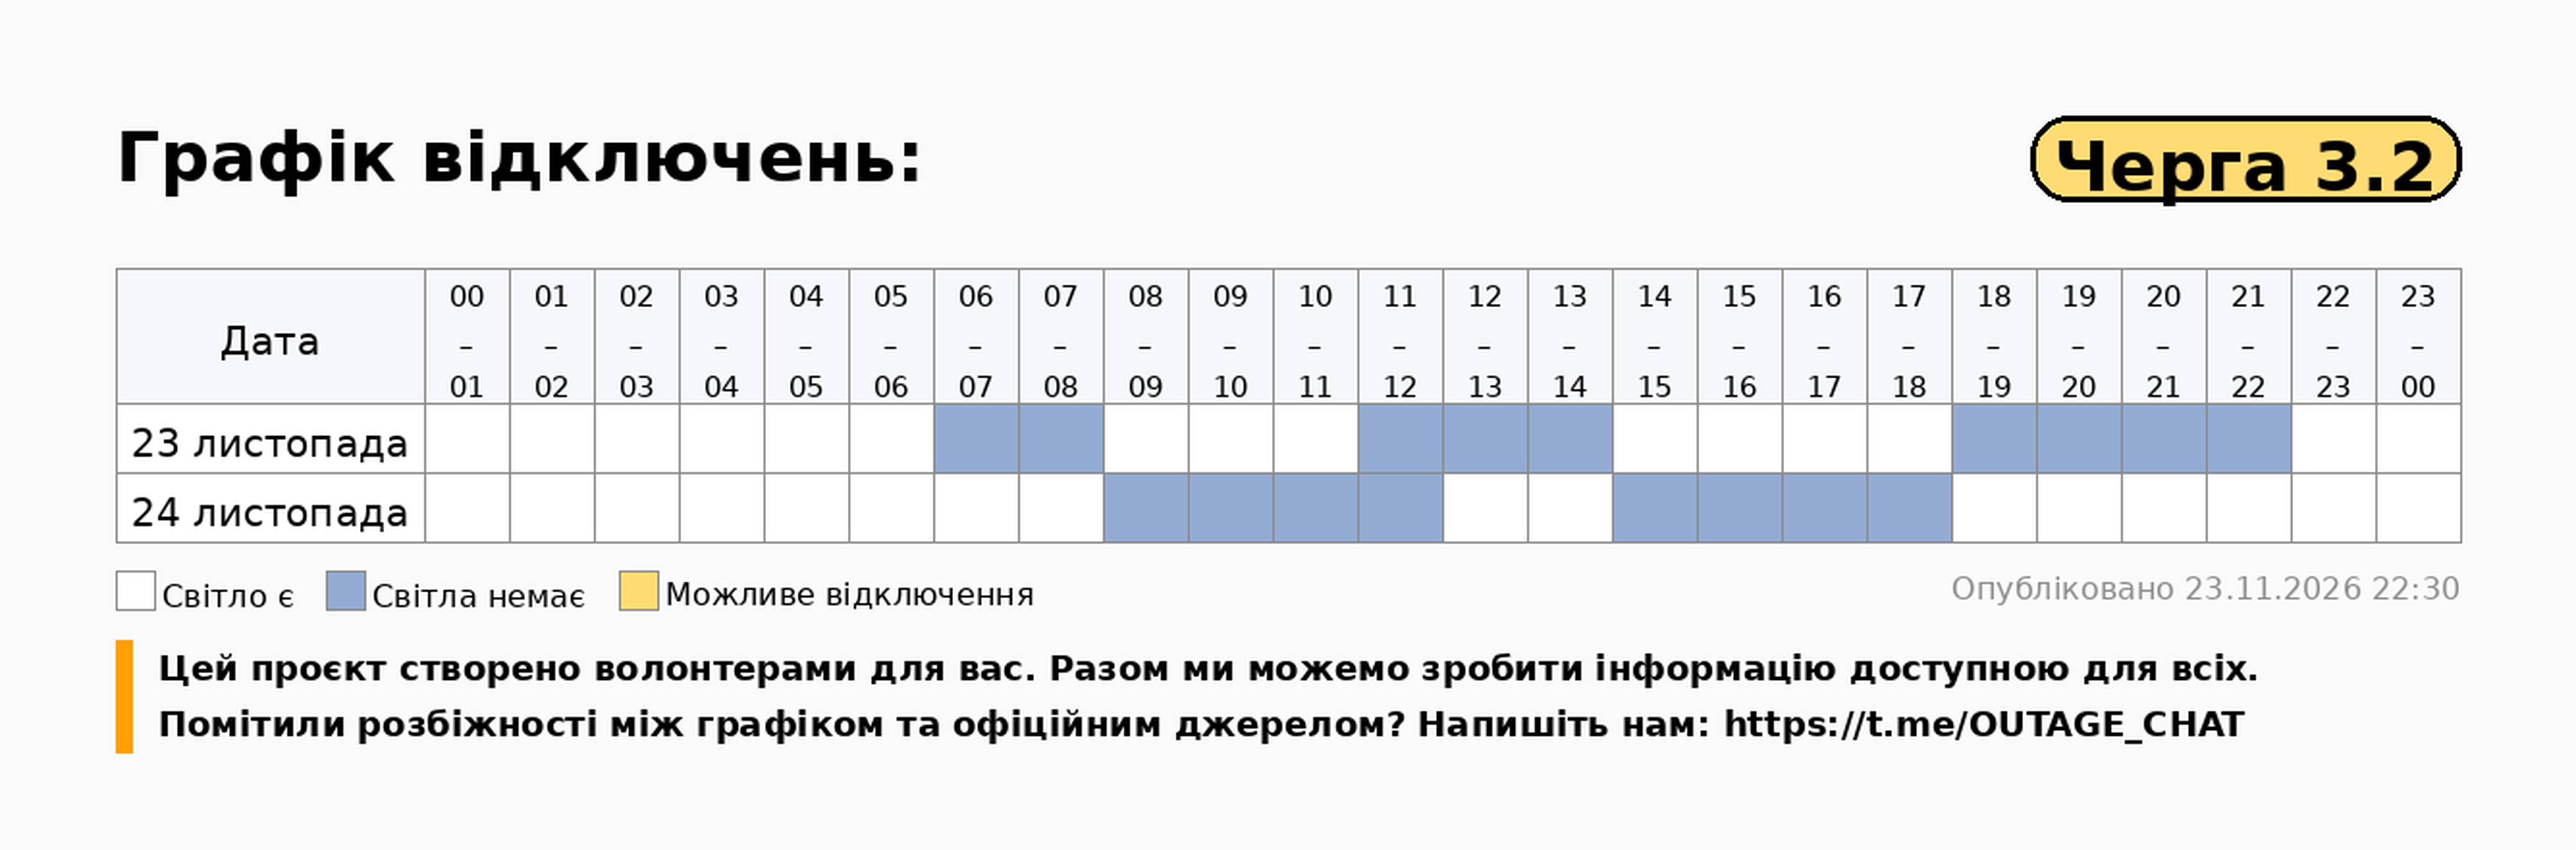 Графік відключень:
Черга 3.2
Дата
00 – 01
01 – 02
02 – 03
03 – 04
04 – 05
05 – 06
06 – 07
07 – 08
08 – 09
09 – 10
10 – 11
11 – 12
12 – 13
13 – 14
14 – 15
15 – 16
16 – 17
17 – 18
18 – 19
19 – 20
20 – 21
21 – 22
22 – 23
23 – 00
23 листопада
24 листопада
Світло є
Світла немає
Можливе відключення
Опубліковано 23.11.2026 22:30
Цей проєкт створено волонтерами для вас. Разом ми можемо зробити інформацію доступною для всіх.
Помітили розбіжності між графіком та офіційним джерелом? Напишіть нам: https://t.me/OUTAGE_CHAT